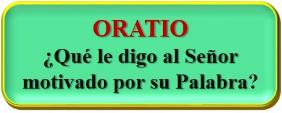 ORATIO
¿Qué le digo al Señor
motivado por su Palabra?